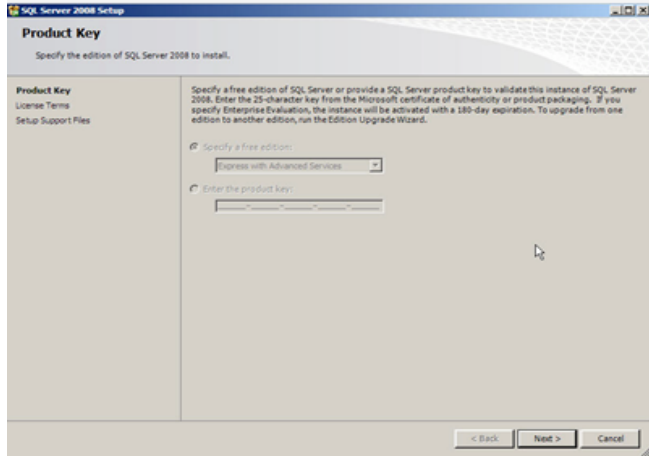 SQL Server 2008 Setup
Product Key
Specify the edition of SQL Server 2008 to install.
Product Key
License Terms
Setup Support Files
Specify a free edition of SQL Server or provide a SQL Server product key to validate this instance of SQL Server
2008. Enter the 25-character key from the Microsoft certificate of authenticity or product packaging. If you
specify Enterprise Evaluation, the instance will be activated with a 180-day expiration. To upgrade from one
edition to another edition, run the Edition Upgrade Wizard.
Specify a free edition:
Express with Advanced Services
Enter the product key:
< Back
Next >
Cancel